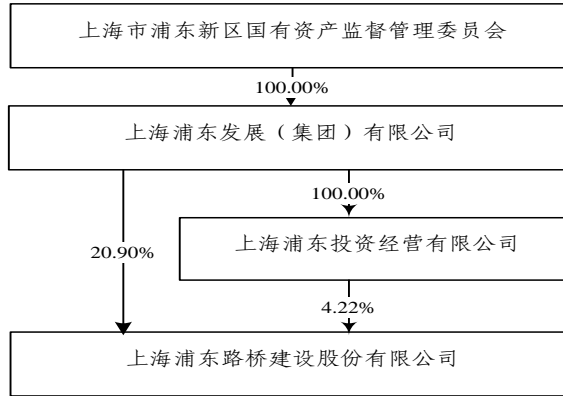 上海市浦东新区国有资产监督管理委员会
100.00%
上海浦东发展（集团）有限公司
100.00%
上海浦东投资经营有限公司
20.90%
4.22%
上海浦东路桥建设股份有限公司